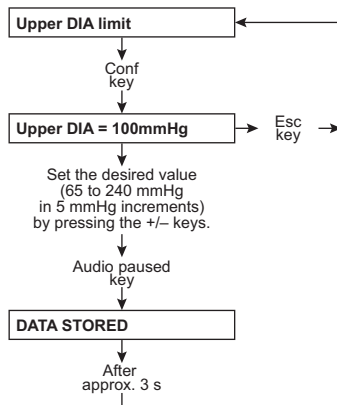 Upper DIA limit
Conf
key
Upper DIA = 100mmHg
Esc
key
Set the desired value
(65 to 240 mmHg
in 5 mmHg increments)
by pressing the +/– keys.
Audio paused
key
DATA STORED
After
approx. 3 s